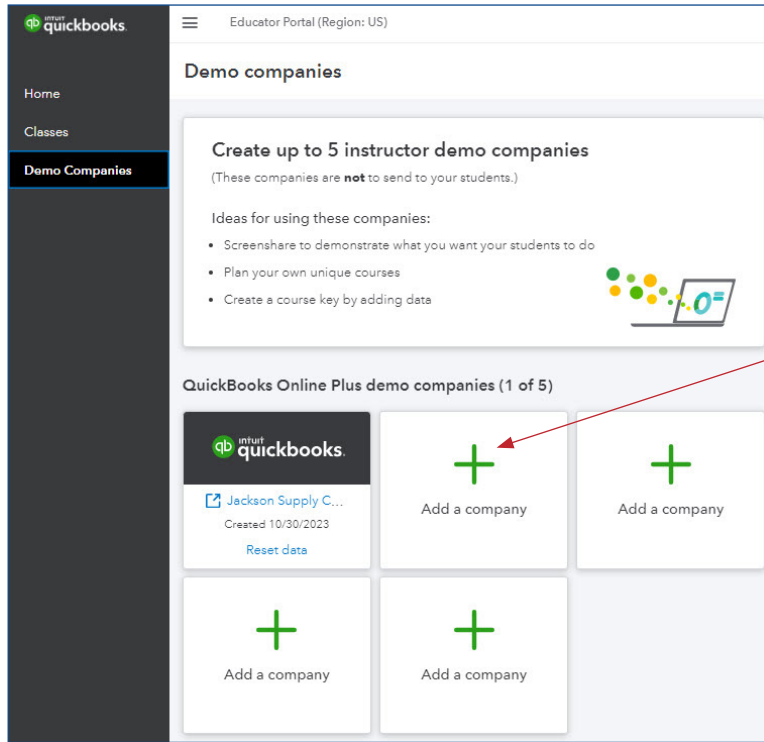 intuit
quickbooks.
Educator Portal (Region: US)
Demo companies
Home
Classes
Demo Companies
Create up to 5 instructor demo companies
(These companies are not to send to your students.)
Ideas for using these companies:
• Screenshare to demonstrate what you want your students to do
• Plan your own unique courses
• Create a course key by adding data
QuickBooks Online Plus demo companies (1 of 5)
intuit
quickbooks.
Jackson Supply C...
Created 10/30/2023
Reset data
Add a company
Add a company
Add a company
Add a company